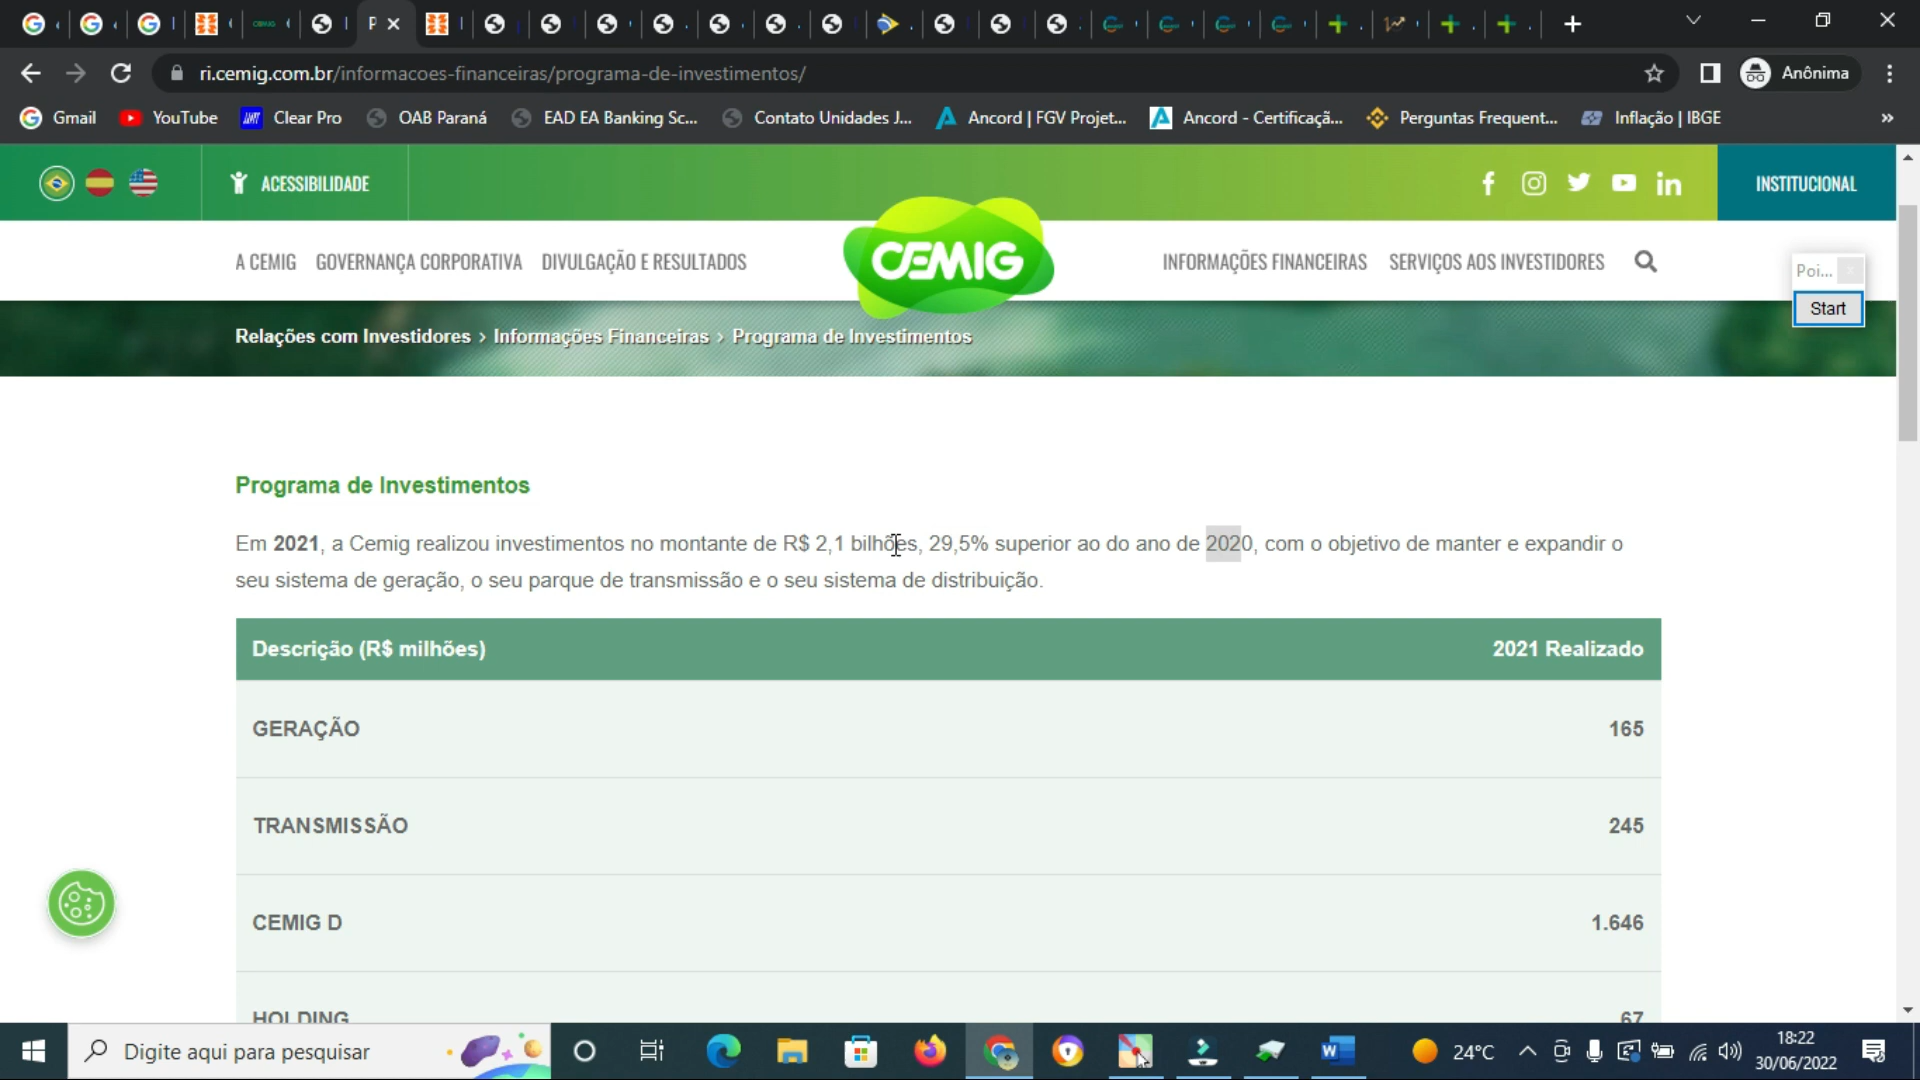 P
ri.cemig.com.br/informacoes-financeiras/programa-de-investimentos/
Anônima
Gmail
YouTube
Clear Pro
OAB Paraná
EAD EA Banking Sc...
Contato Unidades J...
Ancord | FGV Projet...
Ancord - Certificaçã...
Perguntas Frequent...
Inflação | IBGE
ACESSIBILIDADE
INSTITUCIONAL
A CEMIG
GOVERNANÇA CORPORATIVA
DIVULGAÇÃO E RESULTADOS
CEMIG
INFORMAÇÕES FINANCEIRAS
SERVIÇOS AOS INVESTIDORES
Poi...
Start
Relações com Investidores › Informações Financeiras › Programa de Investimentos
Programa de Investimentos
Em 2021, a Cemig realizou investimentos no montante de R$ 2,1 bilhões, 29,5% superior ao do ano de 2020, com o objetivo de manter e expandir o
seu sistema de geração, o seu parque de transmissão e o seu sistema de distribuição.
Descrição (R$ milhões) 2021 Realizado
GERAÇÃO 165
TRANSMISSÃO 245
CEMIG D 1.646
HOLDING 67
Digite aqui para pesquisar
24°C
18:22
30/06/2022